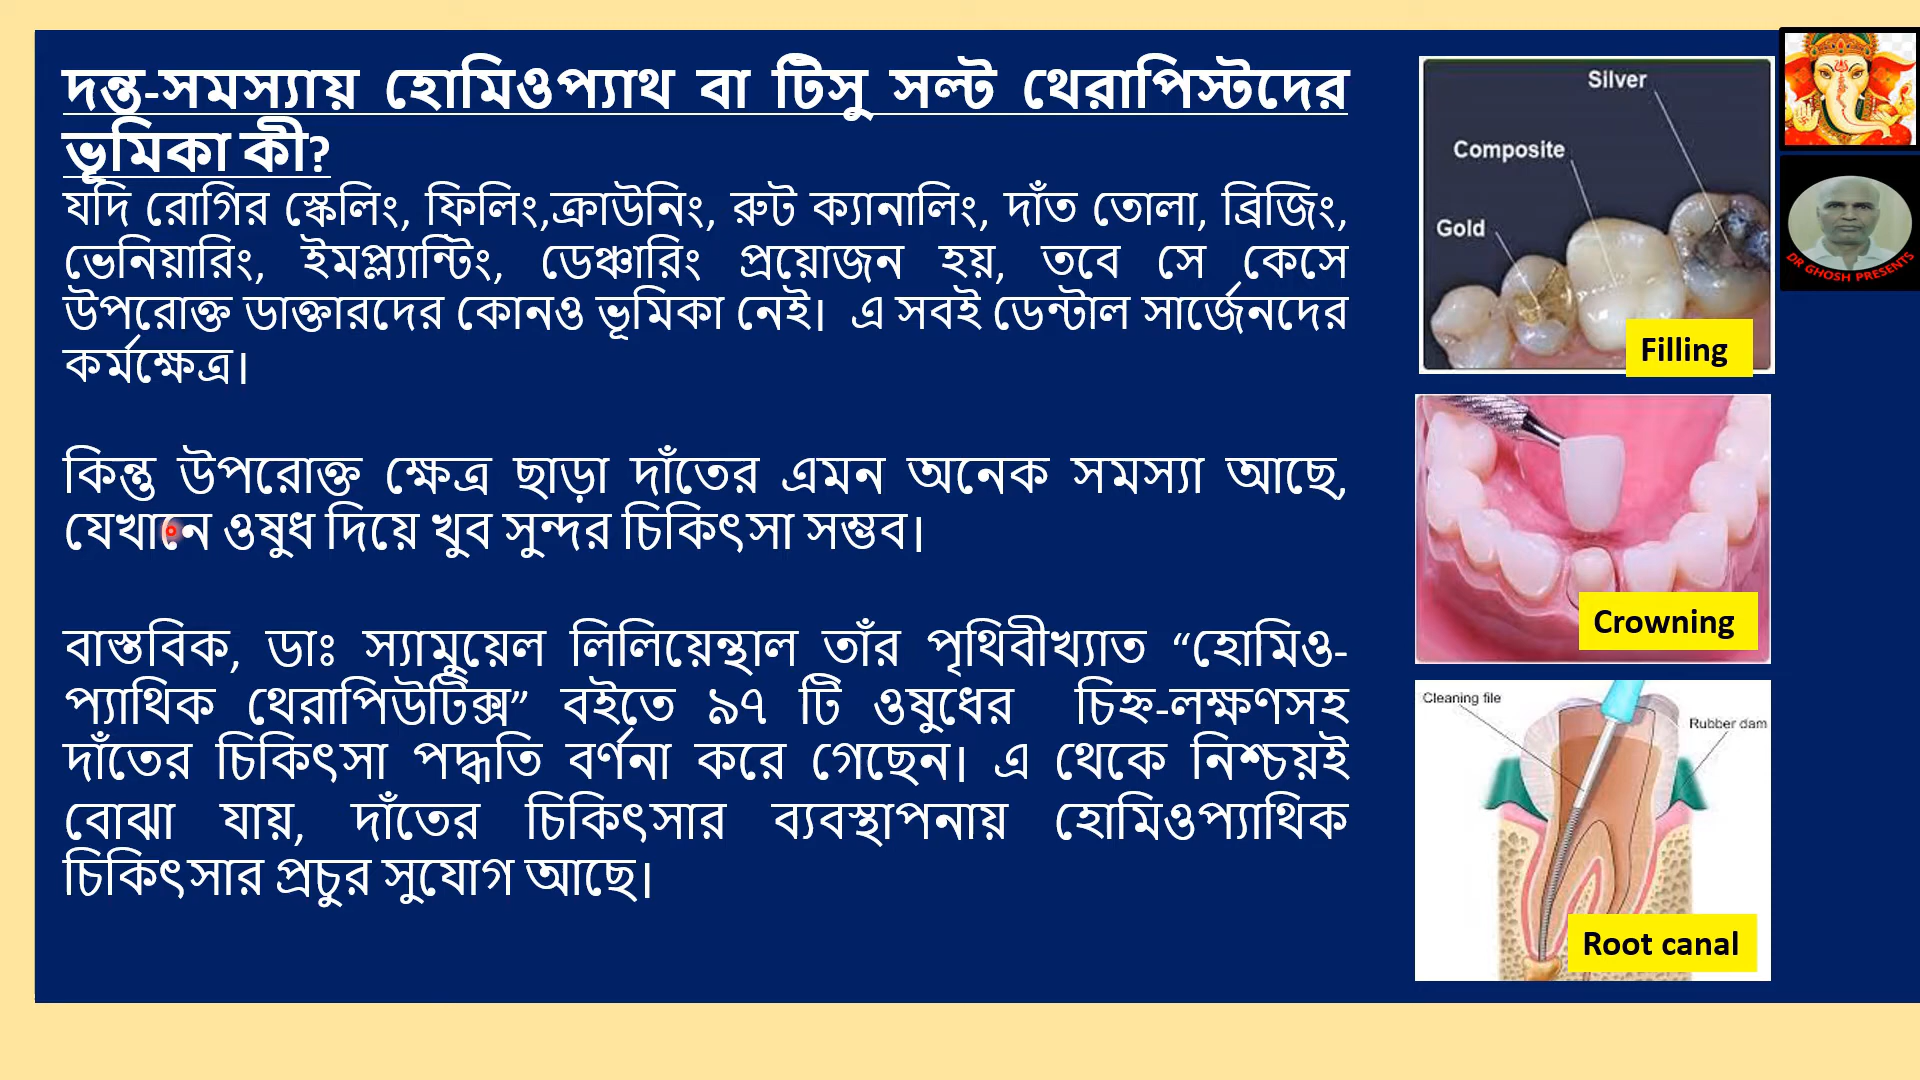 দন্ত-সমস্যায় হোমিওপ্যাথ বা টিসু সল্ট থেরাপিস্টদের
ভূমিকা কী?
যদি রোগির স্কেলিং, ফিলিং,ক্রাউনিং, রুট ক্যানালিং, দাঁত তোলা, ব্রিজিং,
ভেনিয়ারিং, ইমপ্ল্যান্টিং, ডেঞ্চারিং প্রয়োজন হয়, তবে সে কেসে
উপরোক্ত ডাক্তারদের কোনও ভূমিকা নেই। এ সবই ডেন্টাল সার্জেনদের
কর্মক্ষেত্র।
কিন্তু উপরোক্ত ক্ষেত্র ছাড়া দাঁতের এমন অনেক সমস্যা আছে,
যেখানে ওষুধ দিয়ে খুব সুন্দর চিকিৎসা সম্ভব।
বাস্তবিক, ডাঃ স্যামুয়েল লিলিয়েন্থাল তাঁর পৃথিবীখ্যাত “হোমিও-
প্যাথিক থেরাপিউটিক্স” বইতে ৯৭ টি ওষুধের চিহ্ন-লক্ষণসহ
দাঁতের চিকিৎসা পদ্ধতি বর্ণনা করে গেছেন। এ থেকে নিশ্চয়ই
বোঝা যায়, দাঁতের চিকিৎসার ব্যবস্থাপনায় হোমিওপ্যাথিক
চিকিৎসার প্রচুর সুযোগ আছে।
Silver
Composite
Gold
Filling
Crowning
Cleaning file
Rubber dam
Root canal
DR GHOSH PRESENTS